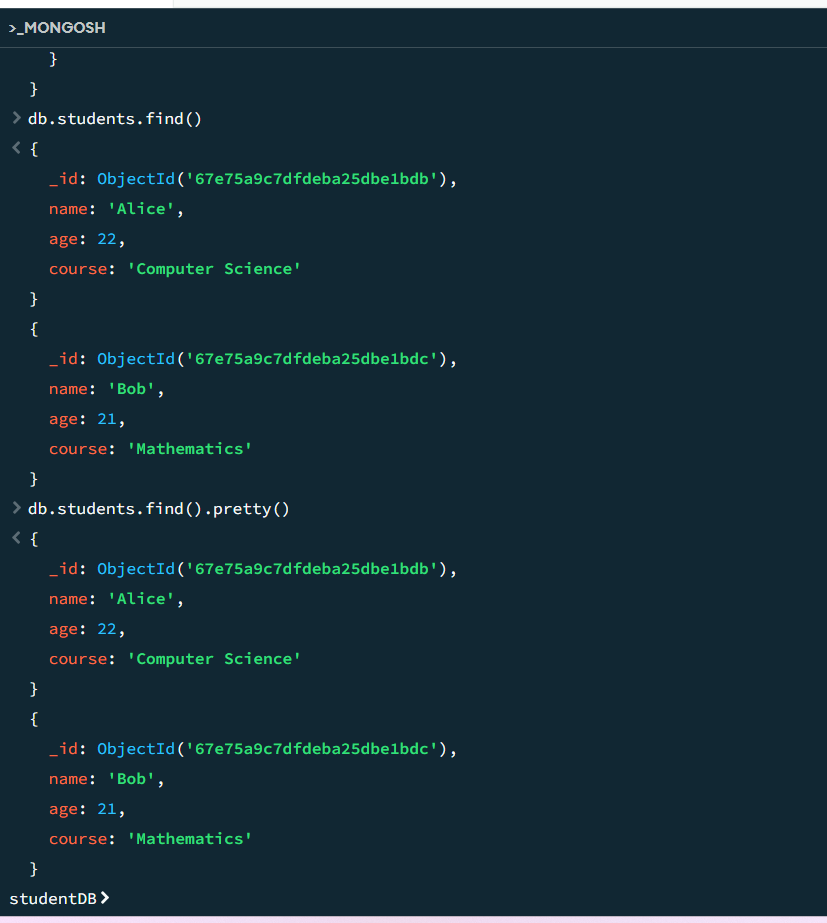 >_MONGOSH
}
}
> db.students.find()
< {
_id: ObjectId('67e75a9c7dfdeba25dbe1bdb'),
name: 'Alice',
age: 22,
course: 'Computer Science'
}
{
_id: ObjectId('67e75a9c7dfdeba25dbe1bdc'),
name: 'Bob',
age: 21,
course: 'Mathematics'
}
> db.students.find().pretty()
< {
_id: ObjectId('67e75a9c7dfdeba25dbe1bdb'),
name: 'Alice',
age: 22,
course: 'Computer Science'
}
{
_id: ObjectId('67e75a9c7dfdeba25dbe1bdc'),
name: 'Bob',
age: 21,
course: 'Mathematics'
}
studentDB>